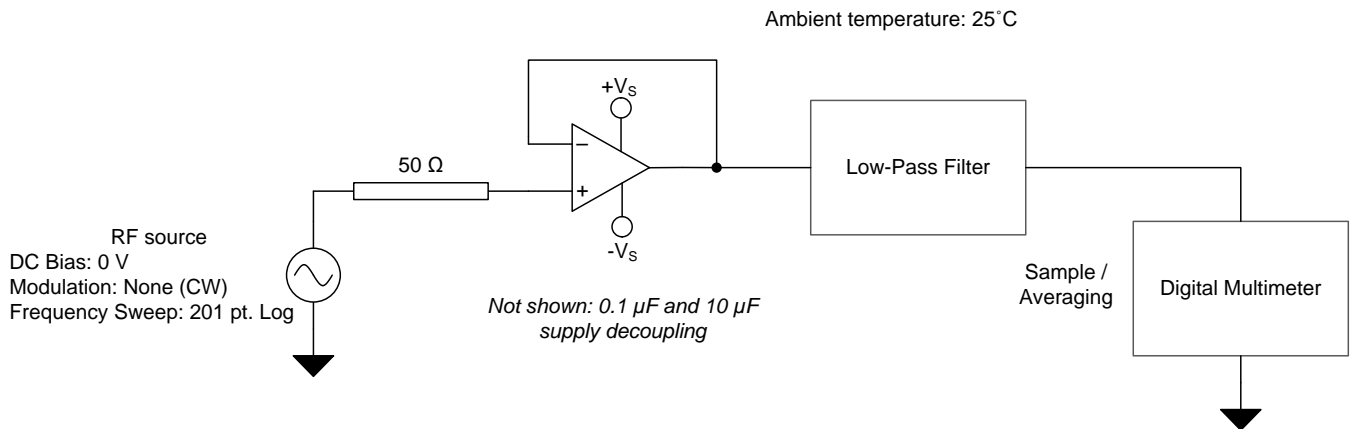 Ambient temperature: 25˚C
+VS
−
50 Ω
+
-VS
Low-Pass Filter
RF source
DC Bias: 0 V
Modulation: None (CW)
Frequency Sweep: 201 pt. Log
Not shown: 0.1 µF and 10 µF
supply decoupling
Sample /
Averaging
Digital Multimeter